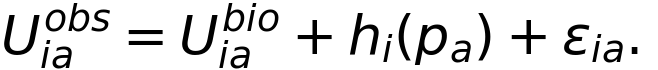 U_{ia}^{obs} = U_{ia}^{bio} + h_i(p_a) + ε_{ia}.